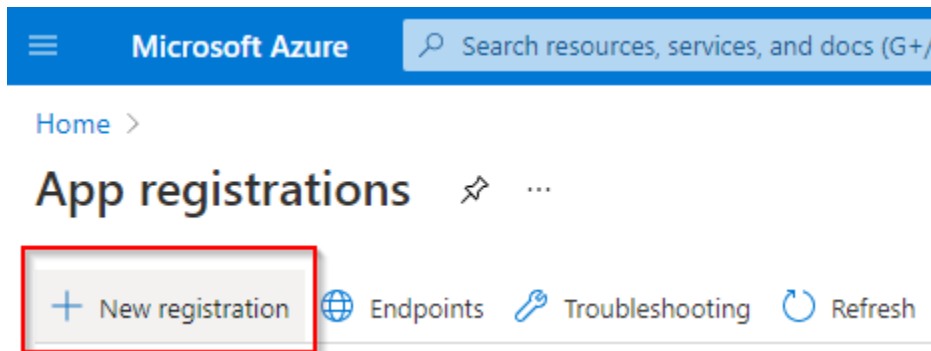 Microsoft Azure Search resources, services, and docs (G+/
Home >
App registrations ...
+ New registration Endpoints Troubleshooting Refresh